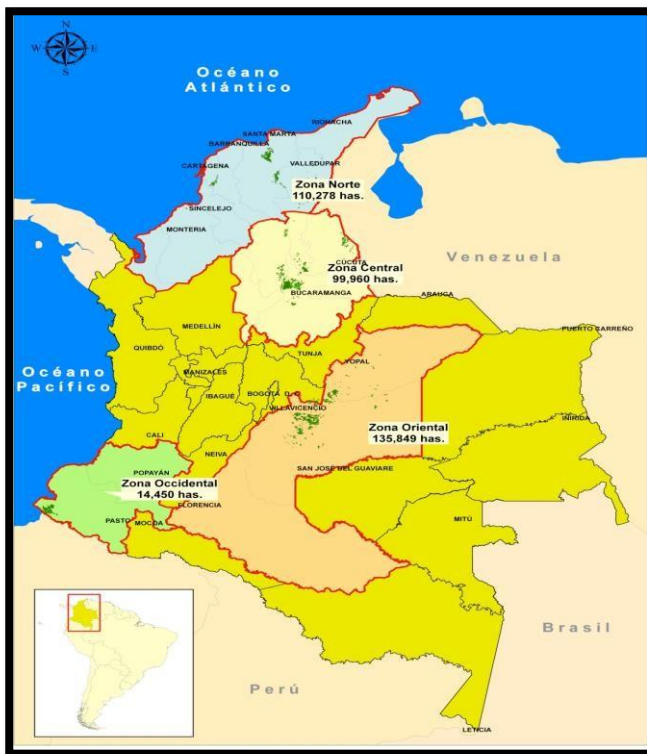 N
W E
S
Océano
Atlántico
RIOHACHA
SANTA MARTA
BARRANQUILLA
CARTAGENA
VALLEDUPAR
Zona Norte
110,278 has.
SINCELEJO
MONTERIA
Venezuela
CÚCUTA
Zona Central
99,960 has.
BUCARAMANGA
ARAUCA
PUERTO CARREÑO
MEDELLÍN
QUIBDÓ
TUNJA
YOPAL
Océano
Pacífico
MANIZALES
IBAGUÉ
BOGOTÁ D. C.
VILLAVICENCIO
INIRIDA
Zona Oriental
135,849 has.
CALI
NEIVA
SAN JOSÉ DEL GUAVIARE
POPAYÁN
Zona Occidental
14,450 has.
FLORENCIA
PASTO
MOCOA
MITÚ
Brasil
Perú
LETICIA